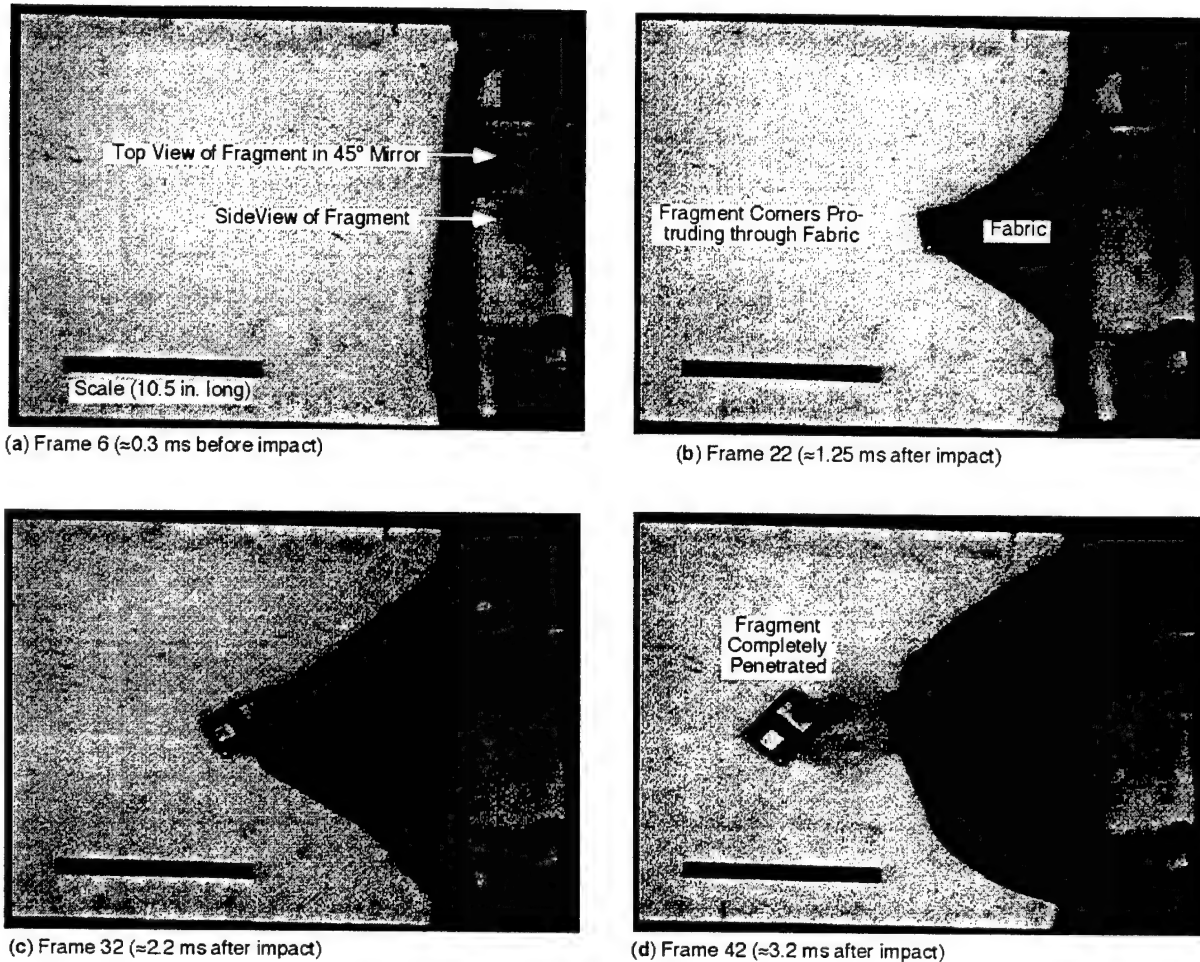 Top View of Fragment in 45° Mirror
SideView of Fragment
Scale (10.5 in. long)
(a) Frame 6 (≈0.3 ms before impact)
Fragment Corners Pro-
truding through Fabric
Fabric
(b) Frame 22 (≈1.25 ms after impact)
(c) Frame 32 (≈2.2 ms after impact)
Fragment
Completely
Penetrated
(d) Frame 42 (≈3.2 ms after impact)